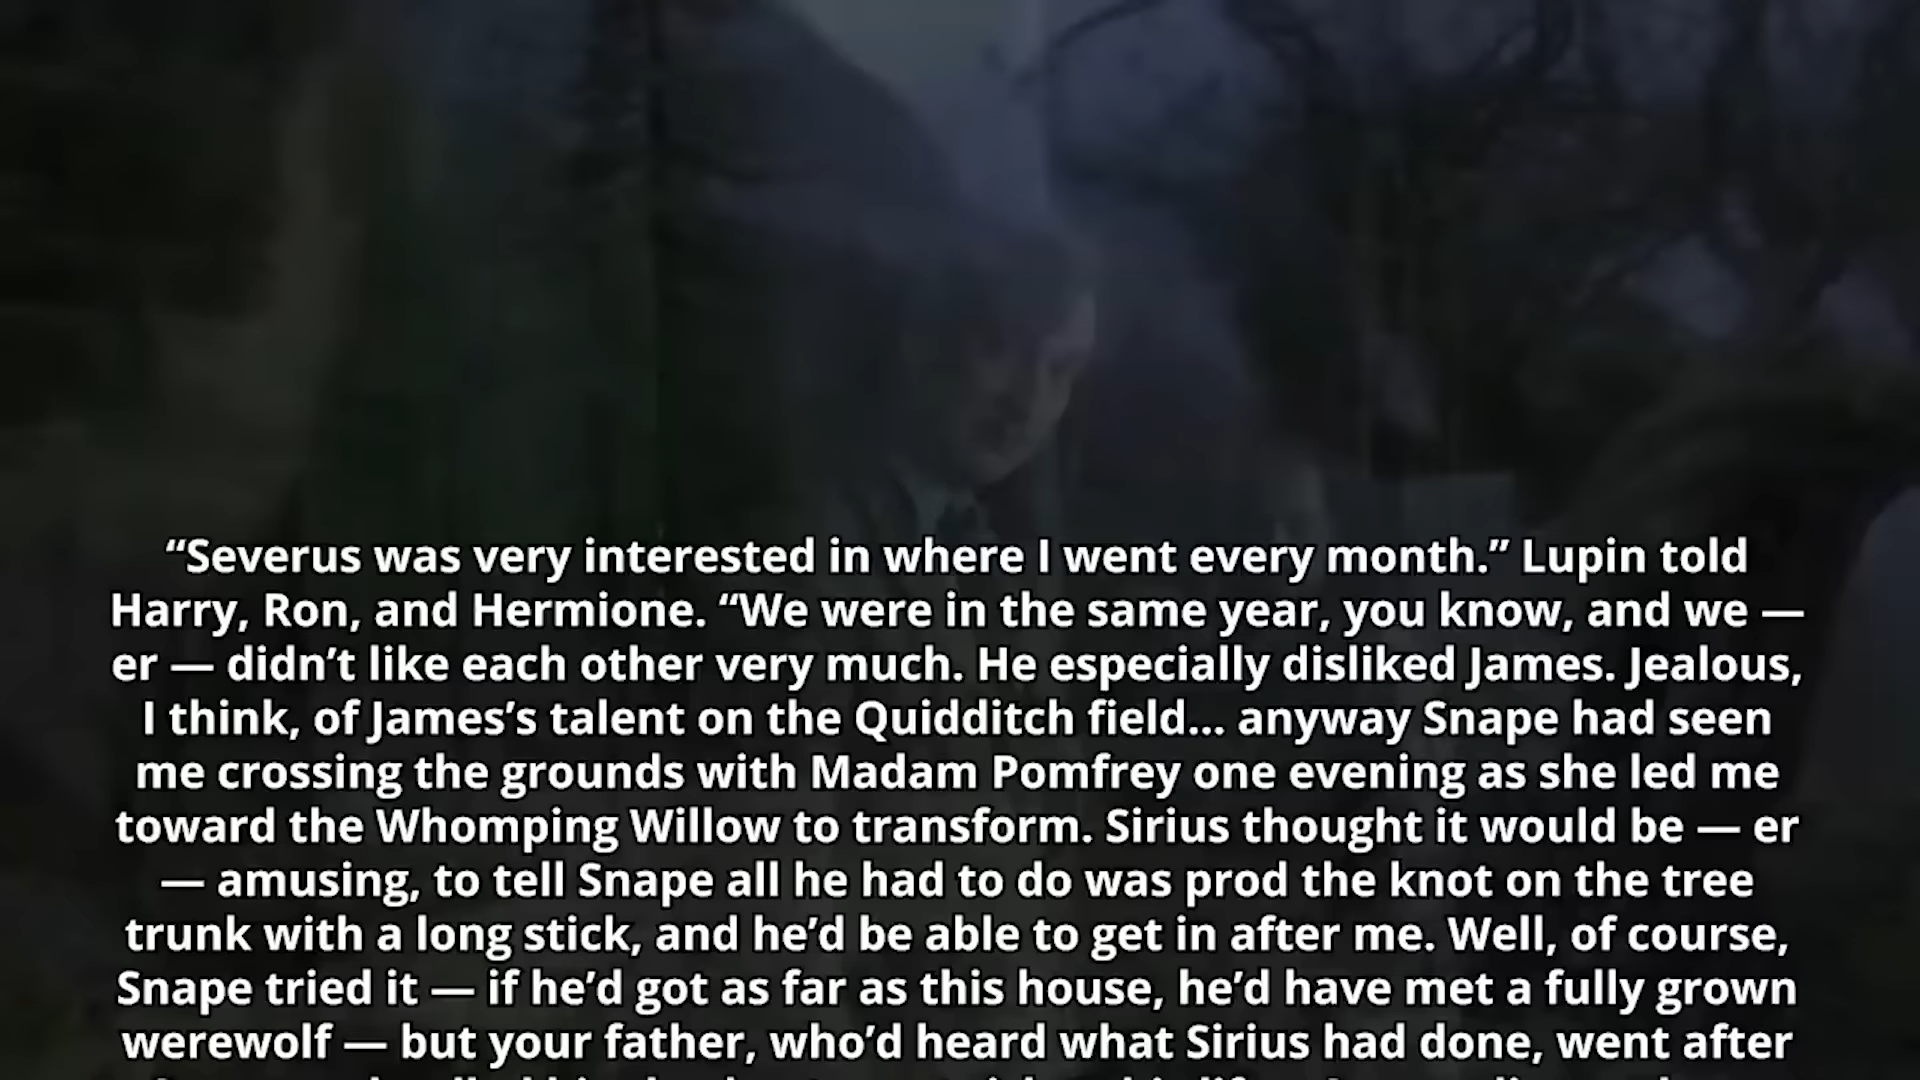 “Severus was very interested in where I went every month.” Lupin told
Harry, Ron, and Hermione. “We were in the same year, you know, and we —
er — didn’t like each other very much. He especially disliked James. Jealous,
I think, of James’s talent on the Quidditch field... anyway Snape had seen
me crossing the grounds with Madam Pomfrey one evening as she led me
toward the Whomping Willow to transform. Sirius thought it would be — er
— amusing, to tell Snape all he had to do was prod the knot on the tree
trunk with a long stick, and he’d be able to get in after me. Well, of course,
Snape tried it — if he’d got as far as this house, he’d have met a fully grown
werewolf — but your father, who’d heard what Sirius had done, went after